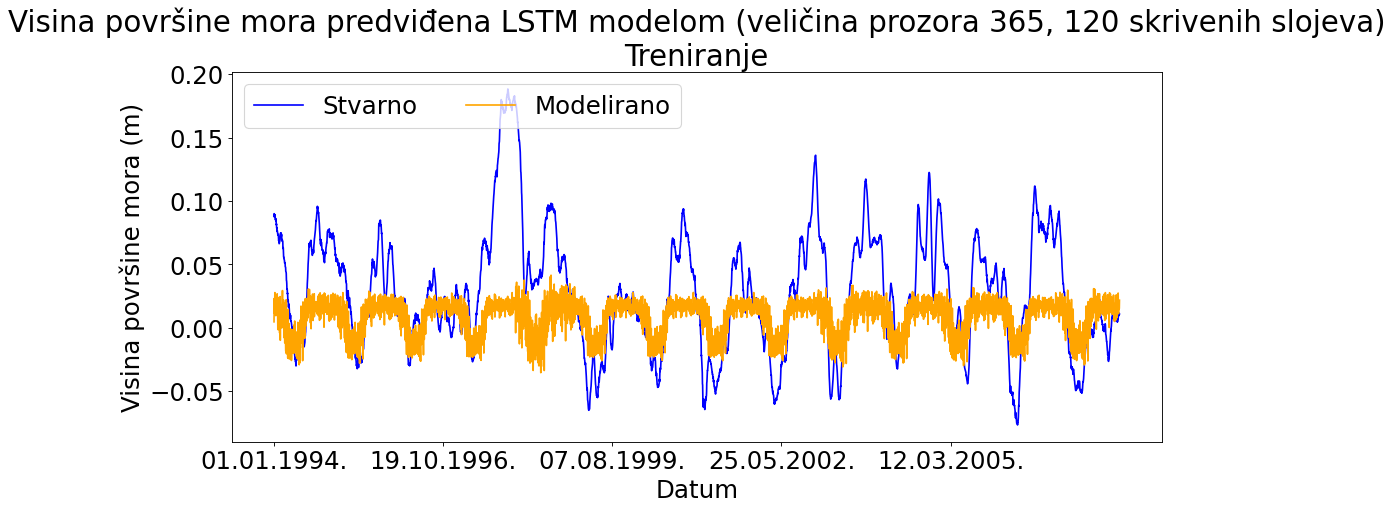 Visina površine mora predviđena LSTM modelom (veličina prozora 365, 120 skrivenih slojeva)
Treniranje
Stvarno Modelirano
Visina površine mora (m)
0.20
0.15
0.10
0.05
0.00
−0.05
01.01.1994. 19.10.1996. 07.08.1999. 25.05.2002. 12.03.2005.
Datum